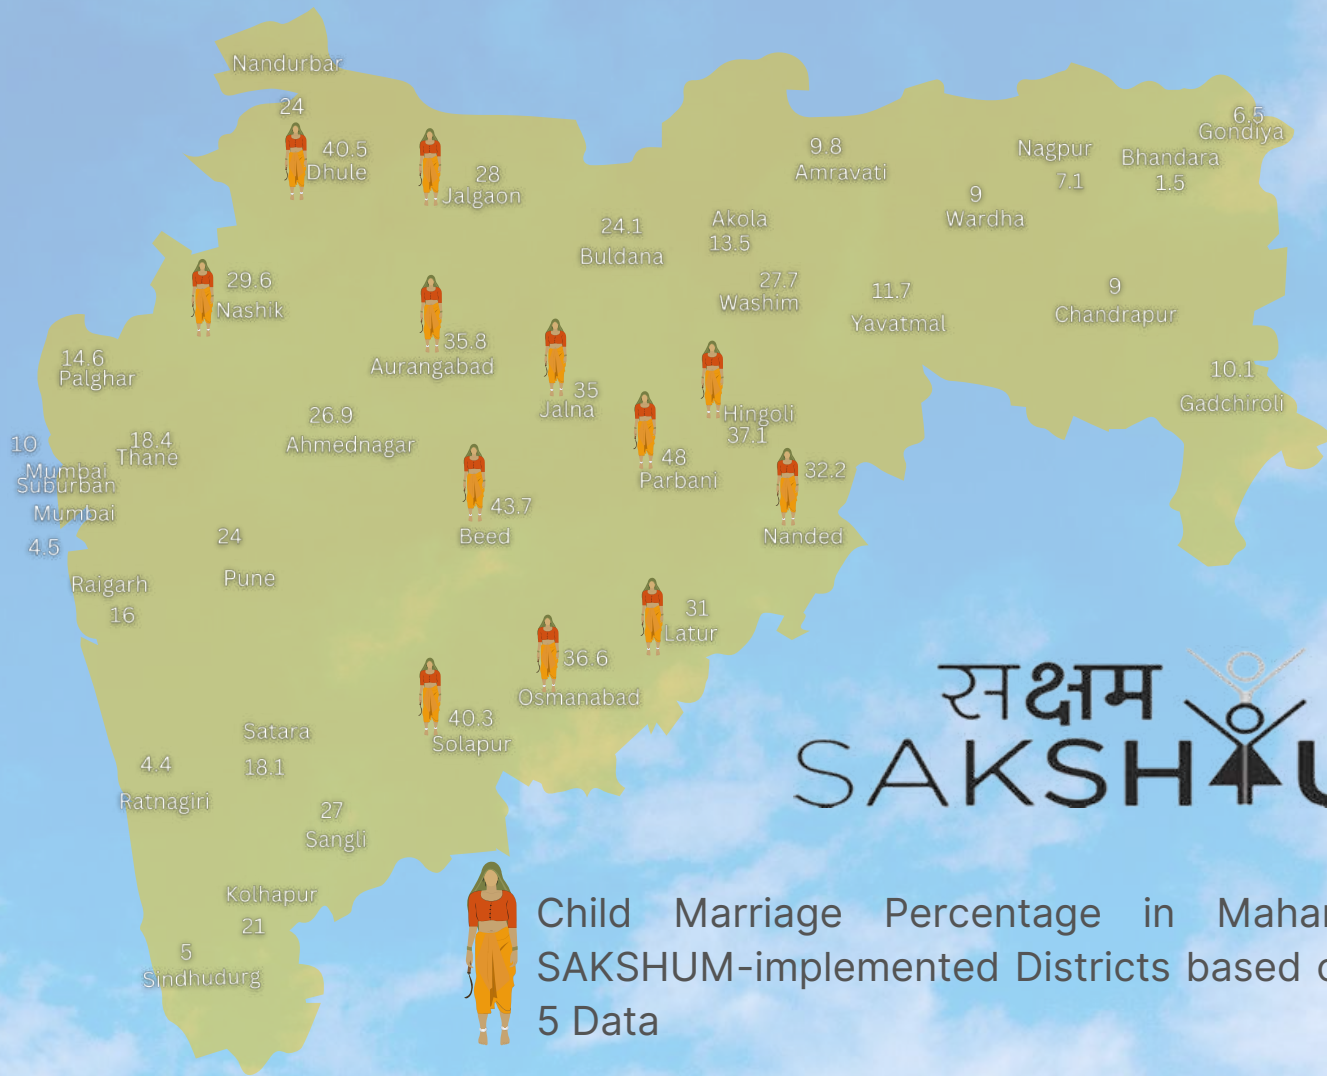 Nandurbar
24
40.5
Dhule
28
Jalgaon
9.8
Amravati
Nagpur
7.1
6.5
Gondiya
Bhandara
1.5
9
Wardha
24.1
Buldana
Akola
13.5
29.6
Nashik
27.7
Washim
11.7
Yavatmal
9
Chandrapur
35.8
Aurangabad
14.6
Palghar
35
Jalna
10.1
Gadchiroli
26.9
Ahmednagar
Hingoli
37.1
10
Mumbai
Suburban
18.4
Thane
48
Parbani
32.2
Nanded
Mumbai
4.5
43.7
Beed
24
Pune
Raigarh
16
31
Latur
36.6
Osmanabad
40.3
Solapur
Satara
18.1
4.4
Ratnagiri
27
Sangli
Kolhapur
21
5
Sindhudurg
सक्षम
SAKSHU
Child Marriage Percentage in Mahar
SAKSHUM-implemented Districts based
5 Data